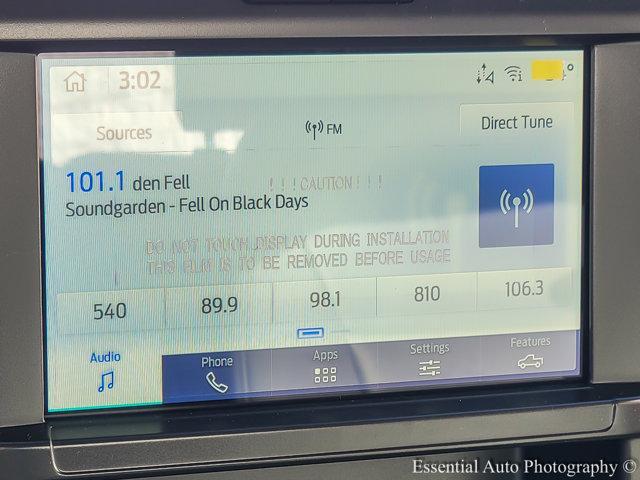 3:02
Sources
FM
Direct Tune
101.1 den Fell
! ! ! CAUTION ! ! !
Soundgarden - Fell On Black Days
DO NOT TOUCH DISPLAY DURING INSTALLATION
THIS FILM IS TO BE REMOVED BEFORE USAGE
540 89.9 98.1 810 106.3
Audio Phone Apps Settings Features
Essential Auto Photography ©